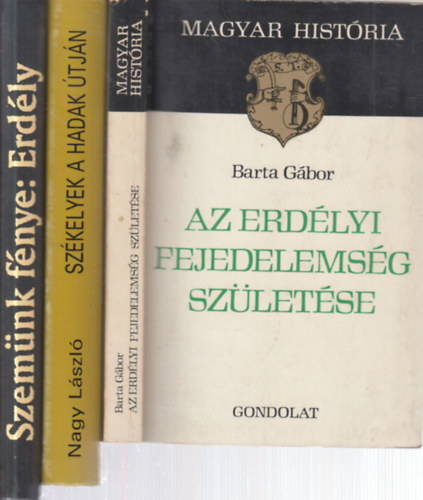 Szemünk fénye: Erdély
Nagy László
SZÉKELYEK A HADAK ÚTJÁN
Barta Gábor
AZ ERDÉLYI FEJEDELEMSÉG SZÜLETÉSE
MAGYAR
HISTÓRIA
MAGYAR HISTÓRIA
Barta Gábor
AZ ERDÉLYI
FEJEDELEMSÉG
SZÜLETÉSE
GONDOLAT